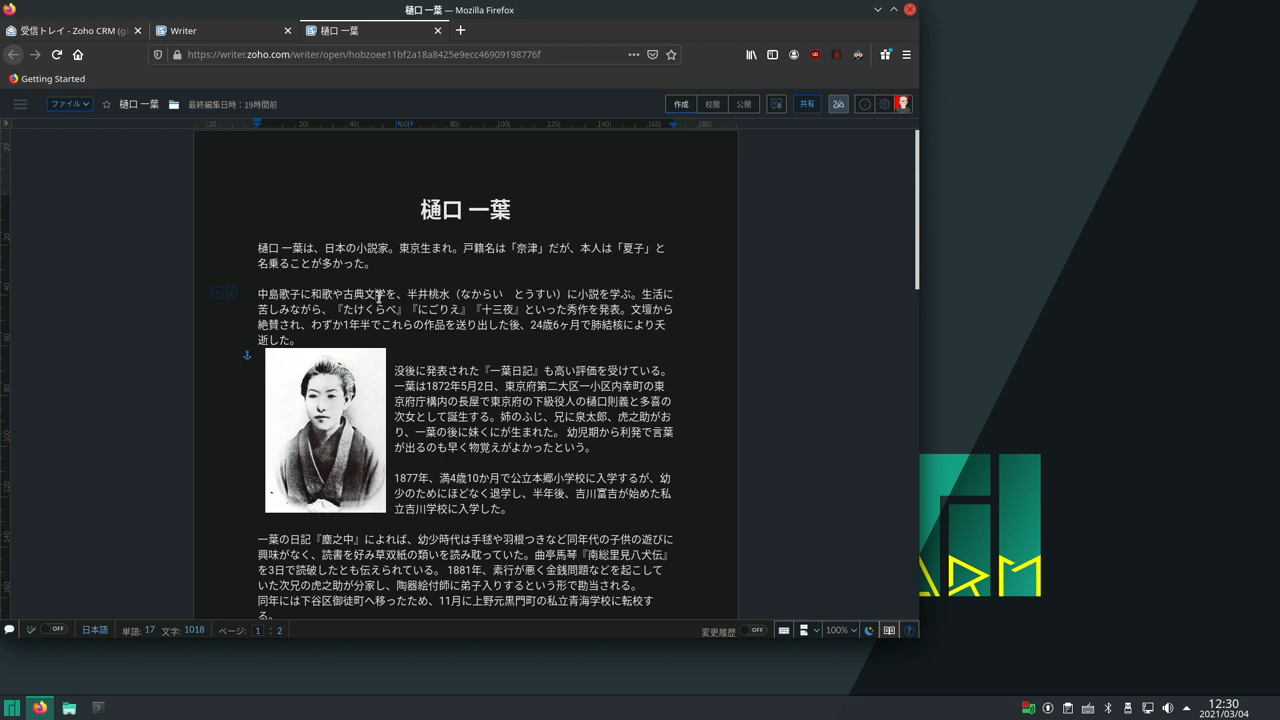 樋口 一葉 — Mozilla Firefox
受信トレイ - Zoho CRM (g
Writer
樋口 一葉
https://writer.zoho.com/writer/open/hobzoee11bf2a18a8425e9ecc46909198776f
Getting Started
ファイル
樋口 一葉
最終編集日時：19時間前
作成
校閲
公開
共有
20 20 40 60 80 100 120 140 160 180
樋口 一葉
樋口 一葉は、日本の小説家。東京生まれ。戸籍名は「奈津」だが、本人は「夏子」と
名乗ることが多かった。
中島歌子に和歌や古典文学を、半井桃水（なからい　とうすい）に小説を学ぶ。生活に
苦しみながら、『たけくらべ』『にごりえ』『十三夜』といった秀作を発表。文壇から
絶賛され、わずか1年半でこれらの作品を送り出した後、24歳6ヶ月で肺結核により夭
逝した。
没後に発表された『一葉日記』も高い評価を受けている。
一葉は1872年5月2日、東京府第二大区一小区内幸町の東
京府庁構内の長屋で東京府の下級役人の樋口則義と多喜の
次女として誕生する。姉のふじ、兄に泉太郎、虎之助がお
り、一葉の後に妹くにが生まれた。 幼児期から利発で言葉
が出るのも早く物覚えがよかったという。
1877年、満4歳10か月で公立本郷小学校に入学するが、幼
少のためにほどなく退学し、半年後、吉川富吉が始めた私
立吉川学校に入学した。
一葉の日記『塵之中』によれば、幼少時代は手毬や羽根つきなど同年代の子供の遊びに
興味がなく、読書を好み草双紙の類いを読み耽っていた。曲亭馬琴『南総里見八犬伝』
を3日で読破したとも伝えられている。 1881年、素行が悪く金銭問題などを起こして
いた次兄の虎之助が分家し、陶器絵付師に弟子入りするという形で勘当される。
同年には下谷区御徒町へ移ったため、11月に上野元黒門町の私立青海学校に転校す
る。
OFF
日本語
単語: 17 文字: 1018
ページ: 1 : 2
変更履歴
OFF
100%
ARM
12:30
2021/03/04